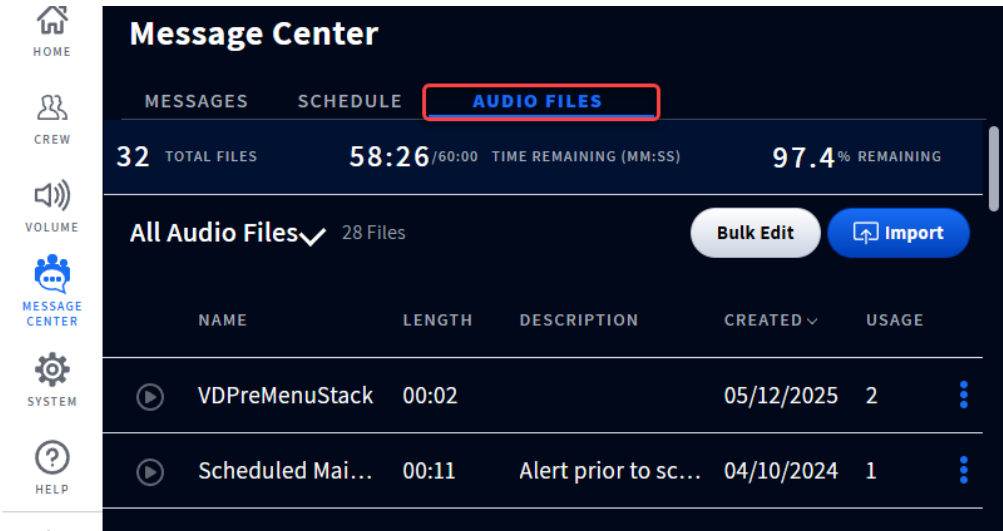 HOME
CREW
VOLUME
MESSAGE
CENTER
SYSTEM
HELP
Message Center
MESSAGES SCHEDULE AUDIO FILES
32 TOTAL FILES 58:26/60:00 TIME REMAINING (MM:SS) 97.4% REMAINING
All Audio Files 28 Files Bulk Edit Import
NAME LENGTH DESCRIPTION CREATED USAGE
VDPreMenuStack 00:02 05/12/2025 2
Scheduled Mai... 00:11 Alert prior to sc... 04/10/2024 1